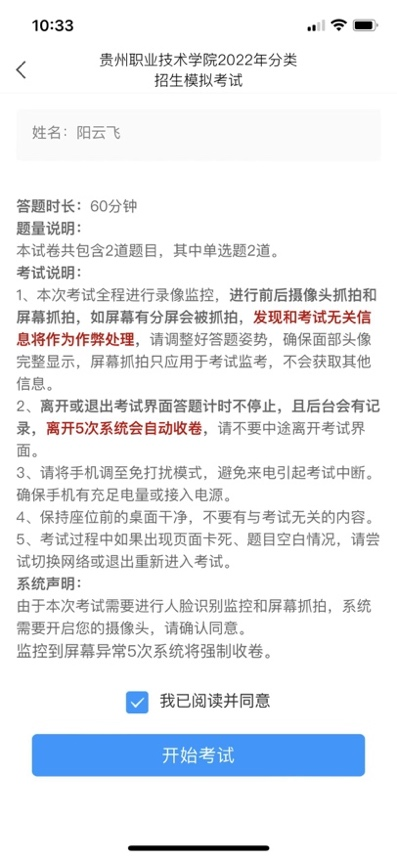 10:33
贵州职业技术学院2022年分类
招生模拟考试
姓名：阳云飞
答题时长：60分钟
题量说明：
本试卷共包含2道题目，其中单选题2道。
考试说明：
1、本次考试全程进行录像监控，进行前后摄像头抓拍和
屏幕抓拍，如屏幕有分屏会被抓拍，发现和考试无关信
息将作为作弊处理，请调整好答题姿势，确保面部头像
完整显示，屏幕抓拍只应用于考试监考，不会获取其他
信息。
2、离开或退出考试界面答题计时不停止，且后台会有记
录，离开5次系统会自动收卷，请不要中途离开考试界
面。
3、请将手机调至免打扰模式，避免来电引起考试中断。
确保手机有充足电量或接入电源。
4、保持座位前的桌面干净，不要有与考试无关的内容。
5、考试过程中如果出现页面卡死、题目空白情况，请尝
试切换网络或退出重新进入考试。
系统声明：
由于本次考试需要进行人脸识别监控和屏幕抓拍，系统
需要开启您的摄像头，请确认同意。
监控到屏幕异常5次系统将强制收卷。
我已阅读并同意
开始考试